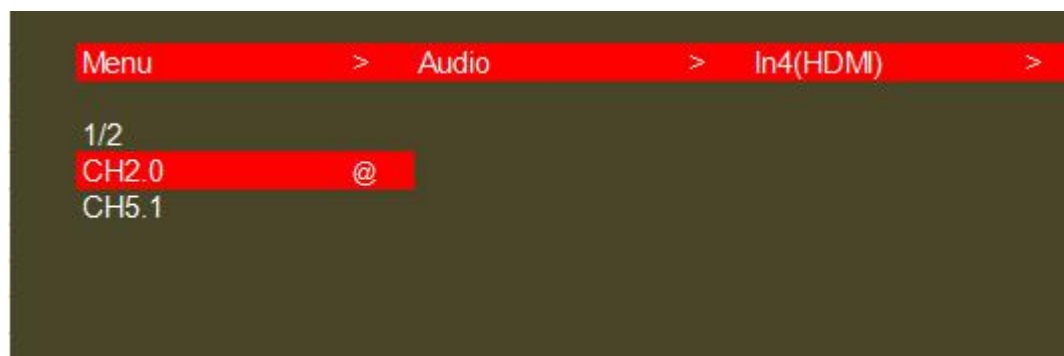 Menu > Audio > In4(HDMI) >
1/2
CH2.0 @
CH5.1